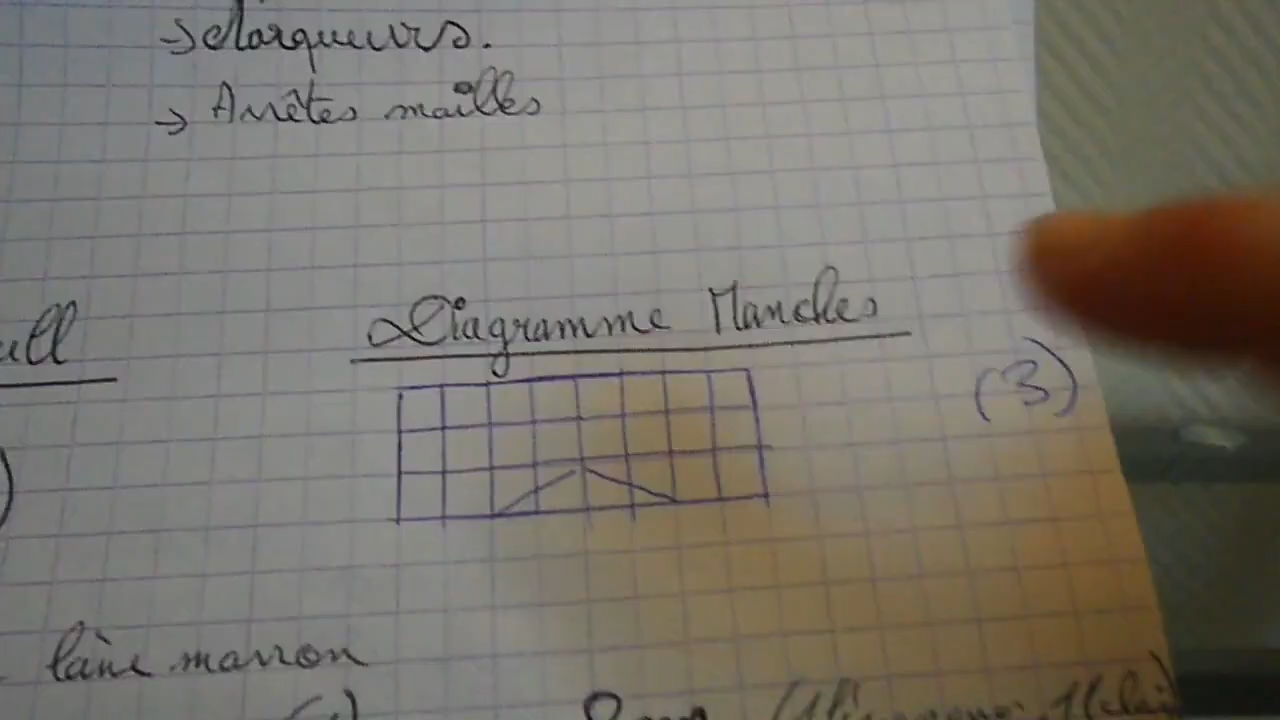 → Marqueurs.
→ Arrêtes mailles
Diagramme Manches
(3)
laine marron